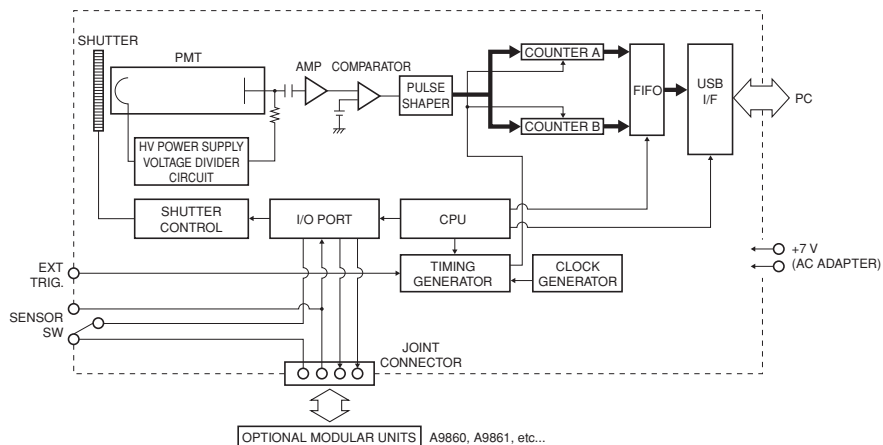 SHUTTER
PMT
AMP COMPARATOR
PULSE
SHAPER
COUNTER A
COUNTER B
FIFO
USB
I/F
PC
HV POWER SUPPLY
VOLTAGE DIVIDER
CIRCUIT
SHUTTER
CONTROL
I/O PORT
CPU
TIMING
GENERATOR
CLOCK
GENERATOR
+7 V
(AC ADAPTER)
EXT
TRIG.
SENSOR
SW
JOINT
CONNECTOR
OPTIONAL MODULAR UNITS A9860, A9861, etc...